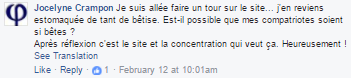 Jocelyne Crampon Je suis allée faire un tour sur le site... j'en reviens
estomaquée de tant de bêtise. Est-il possible que mes compatriotes soient
si bêtes ?
Après réflexion c'est le site et la concentration qui veut ça. Heureusement !
See Translation
Like · Reply · 1 · February 12 at 10:01am